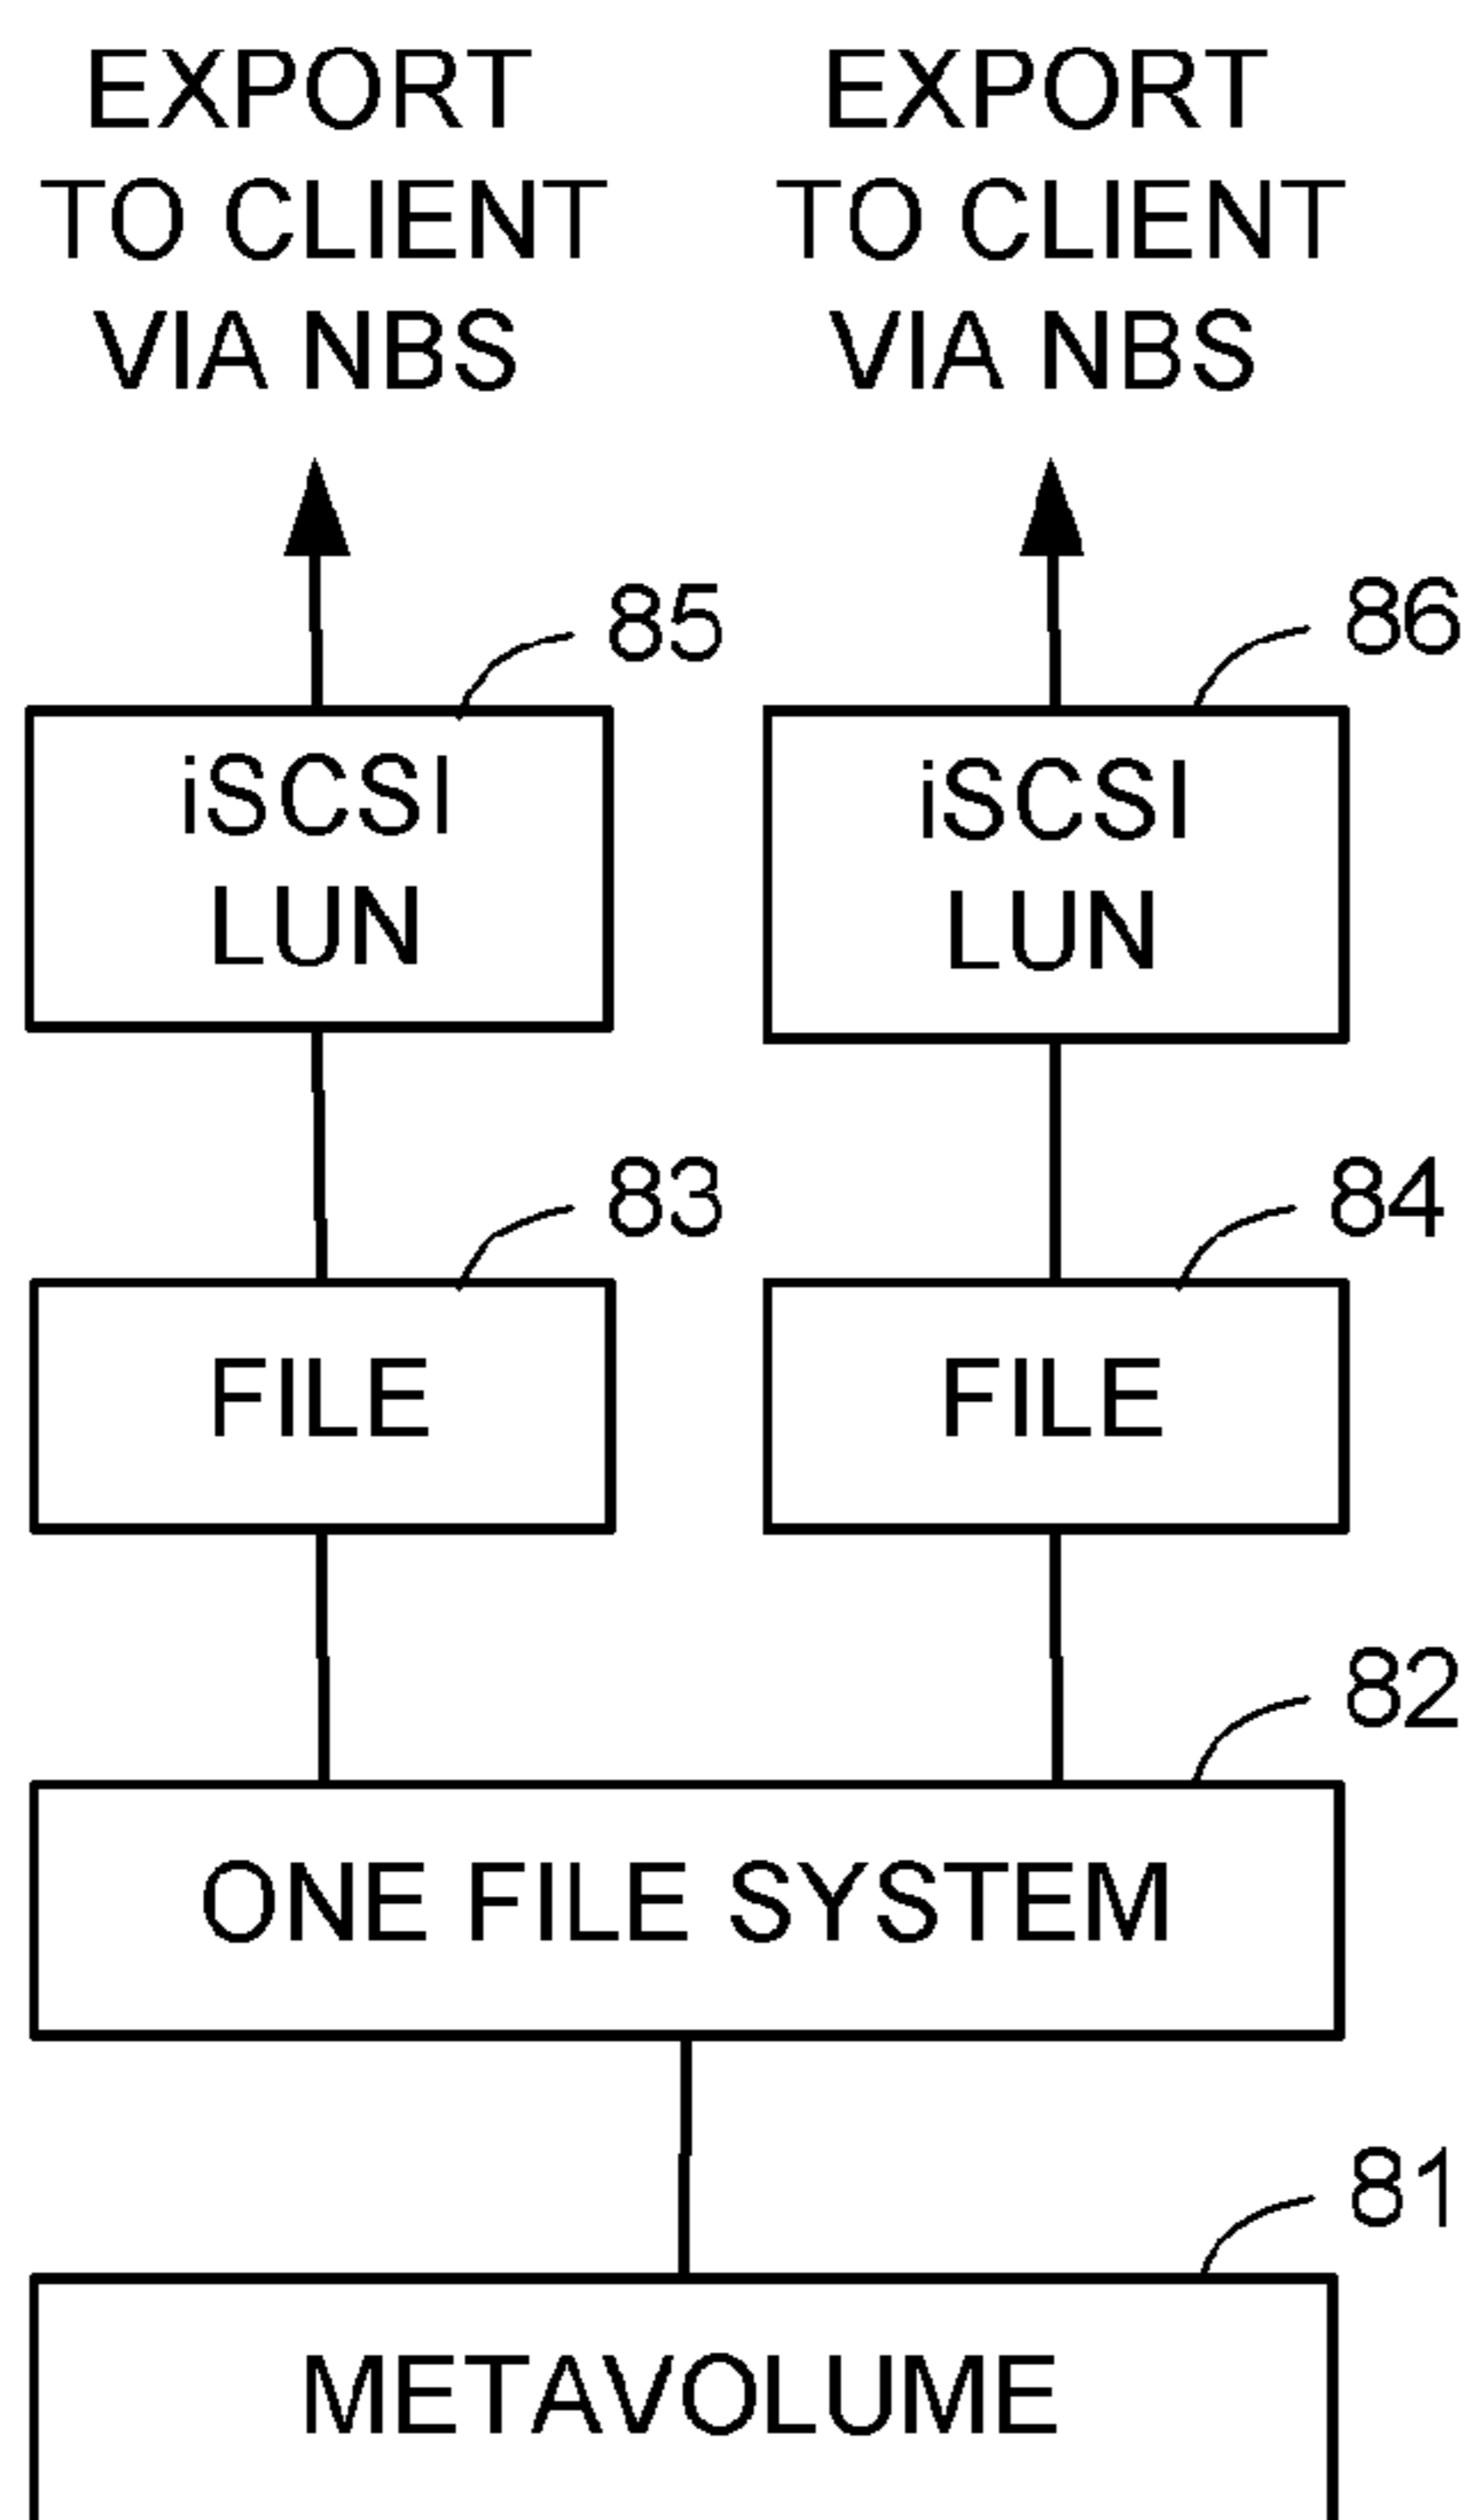 EXPORT
TO CLIENT
VIA NBS
EXPORT
TO CLIENT
VIA NBS
85
86
iSCSI
LUN
iSCSI
LUN
83
84
FILE
FILE
82
ONE FILE SYSTEM
81
METAVOLUME